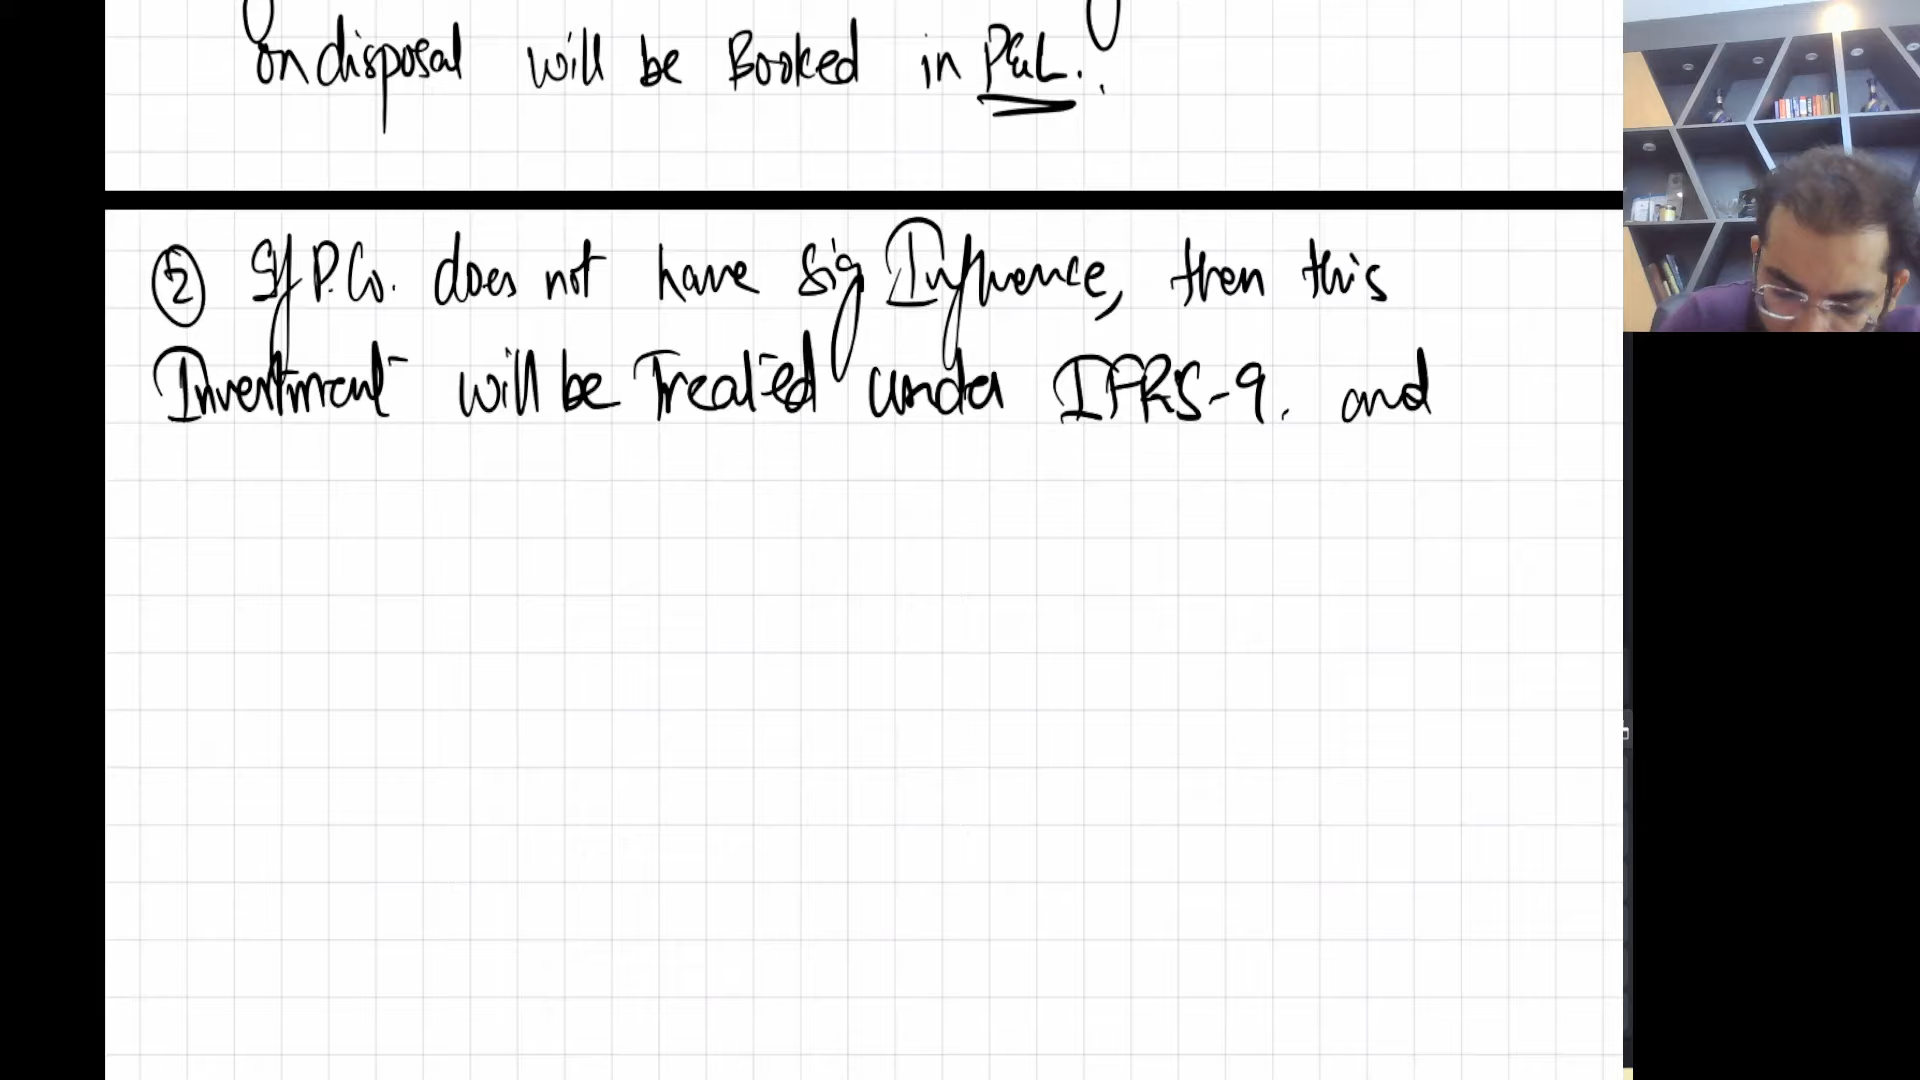 on disposal will be Booked in P&L.
② If P.Co. does not have sig Influence, then this
Investment will be Treated under IFRS-9. and